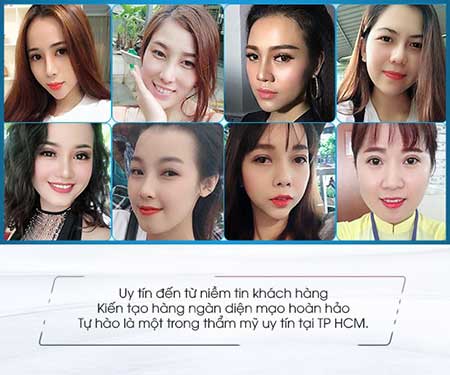 Uy tín đến từ niềm tin khách hàng
Kiến tạo hàng ngàn diện mạo hoàn hảo
Tự hào là một trong thẩm mỹ uy tín tại TP HCM.